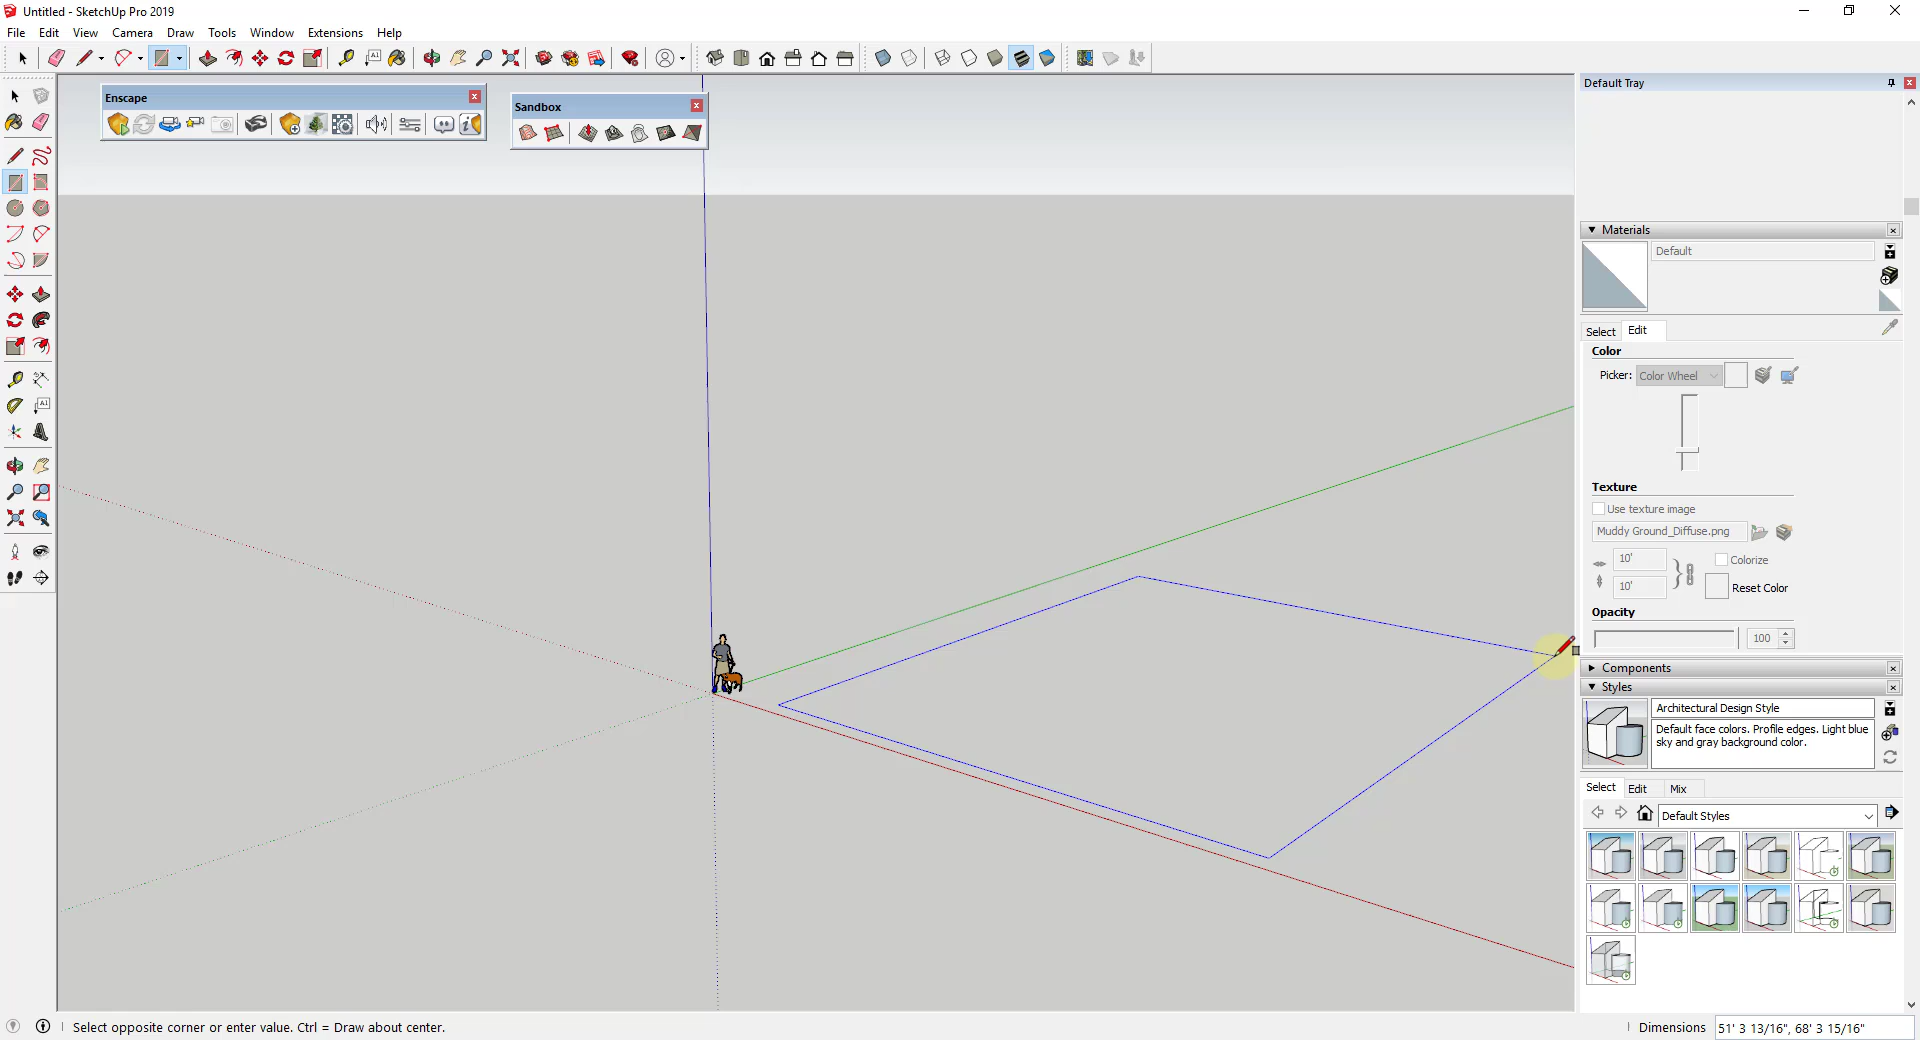 Untitled - SketchUp Pro 2019
File Edit View Camera Draw Tools Window Extensions Help
Enscape
Sandbox
Default Tray
Materials
Default
Select Edit
Color
Picker: Color Wheel
Texture
Use texture image
Muddy Ground_Diffuse.png
10' Colorize
10' Reset Color
Opacity
100
Components
Styles
Architectural Design Style
Default face colors. Profile edges. Light blue
sky and gray background color.
Select Edit Mix
Default Styles
Select opposite corner or enter value. Ctrl = Draw about center.
Dimensions 51' 3 13/16", 68' 3 15/16"